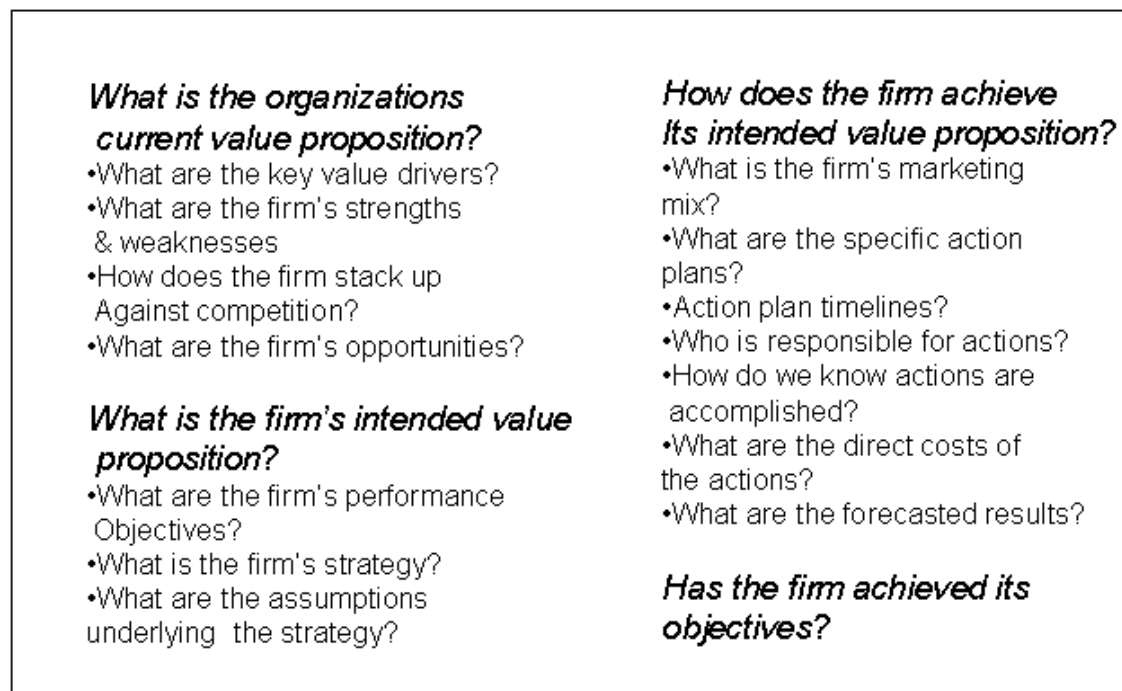 What is the organizations
current value proposition?
•What are the key value drivers?
•What are the firm's strengths
& weaknesses
•How does the firm stack up
Against competition?
•What are the firm's opportunities?
What is the firm's intended value
proposition?
•What are the firm's performance
Objectives?
•What is the firm's strategy?
•What are the assumptions
underlying the strategy?
How does the firm achieve
Its intended value proposition?
•What is the firm's marketing
mix?
•What are the specific action
plans?
•Action plan timelines?
•Who is responsible for actions?
•How do we know actions are
accomplished?
•What are the direct costs of
the actions?
•What are the forecasted results?
Has the firm achieved its
objectives?